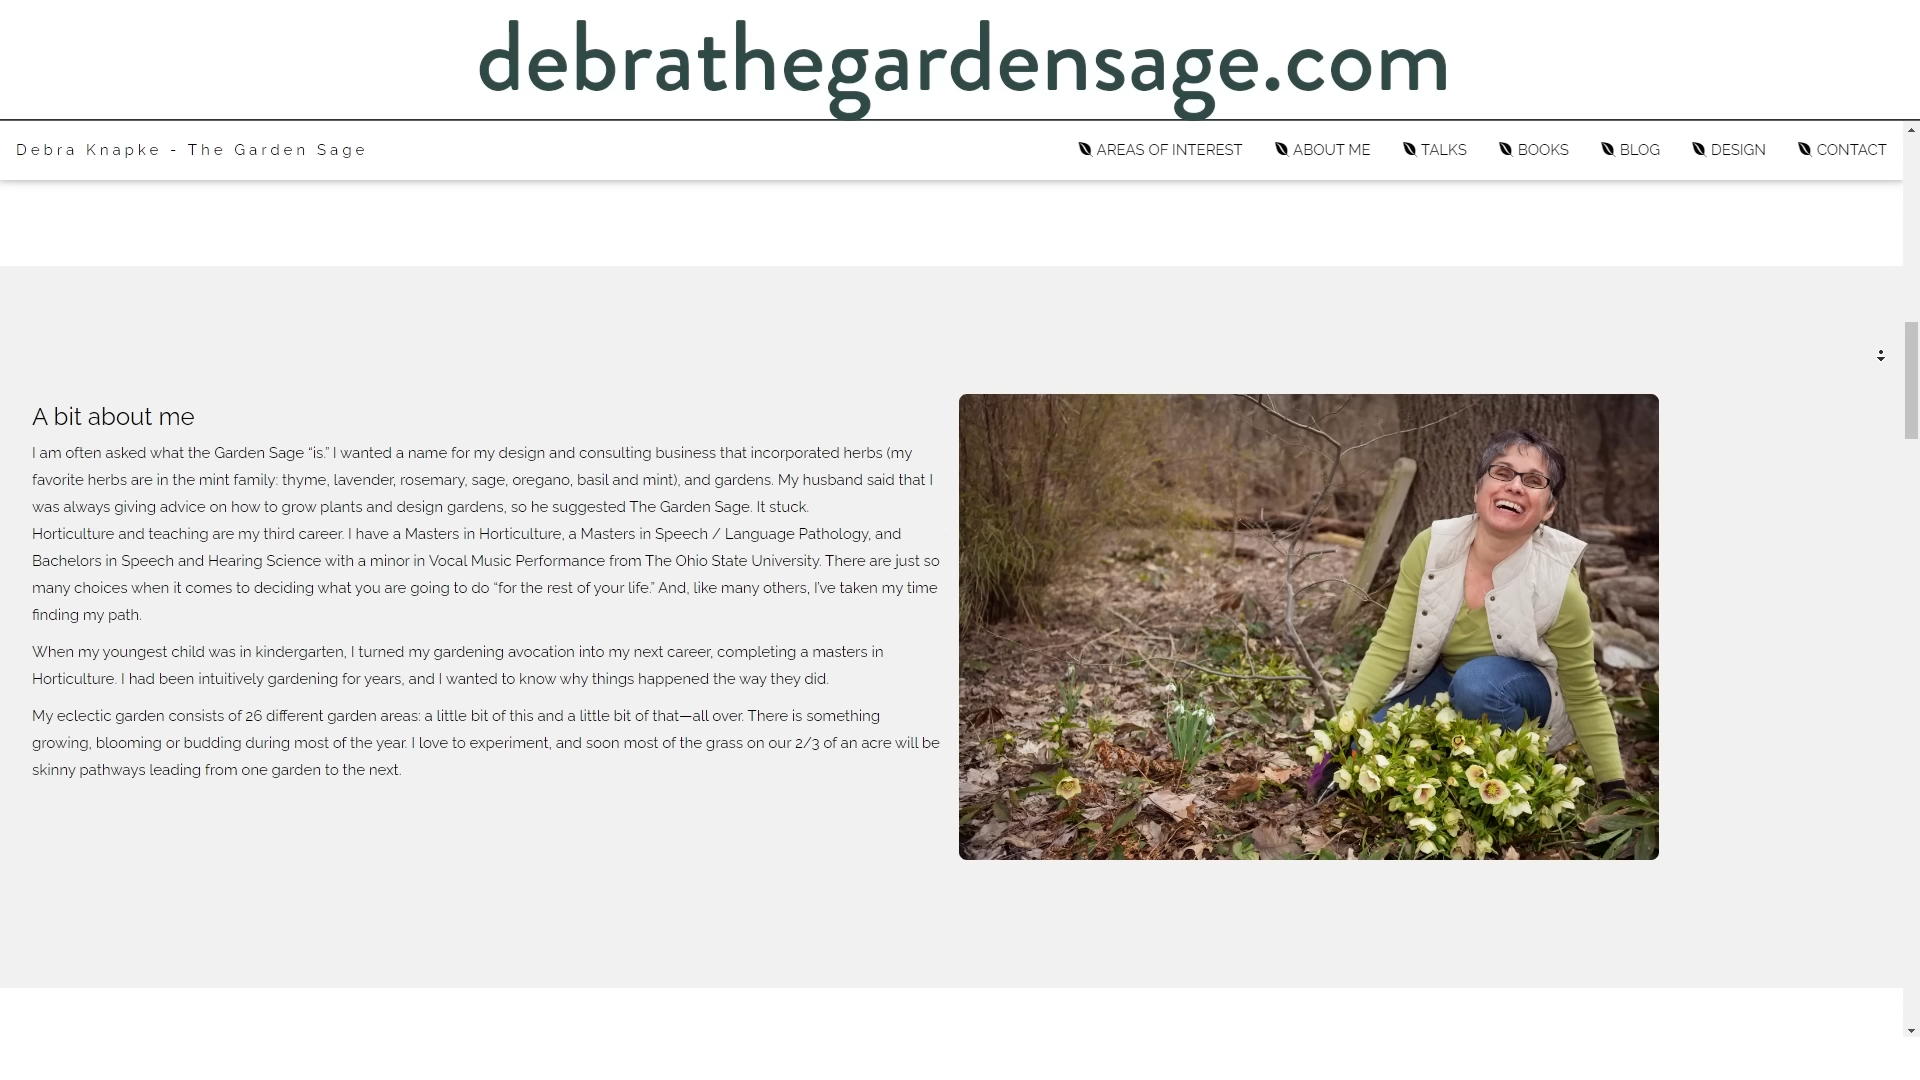 debrathegardensage.com
Debra Knapke - The Garden Sage
AREAS OF INTEREST
ABOUT ME
TALKS
BOOKS
BLOG
DESIGN
CONTACT
A bit about me
I am often asked what the Garden Sage “is.” I wanted a name for my design and consulting business that incorporated herbs (my
favorite herbs are in the mint family: thyme, lavender, rosemary, sage, oregano, basil and mint), and gardens. My husband said that I
was always giving advice on how to grow plants and design gardens, so he suggested The Garden Sage. It stuck.
Horticulture and teaching are my third career. I have a Masters in Horticulture, a Masters in Speech / Language Pathology, and
Bachelors in Speech and Hearing Science with a minor in Vocal Music Performance from The Ohio State University. There are just so
many choices when it comes to deciding what you are going to do “for the rest of your life.” And, like many others, I’ve taken my time
finding my path.
When my youngest child was in kindergarten, I turned my gardening avocation into my next career, completing a masters in
Horticulture. I had been intuitively gardening for years, and I wanted to know why things happened the way they did.
My eclectic garden consists of 26 different garden areas: a little bit of this and a little bit of that—all over. There is something
growing, blooming or budding during most of the year. I love to experiment, and soon most of the grass on our 2/3 of an acre will be
skinny pathways leading from one garden to the next.